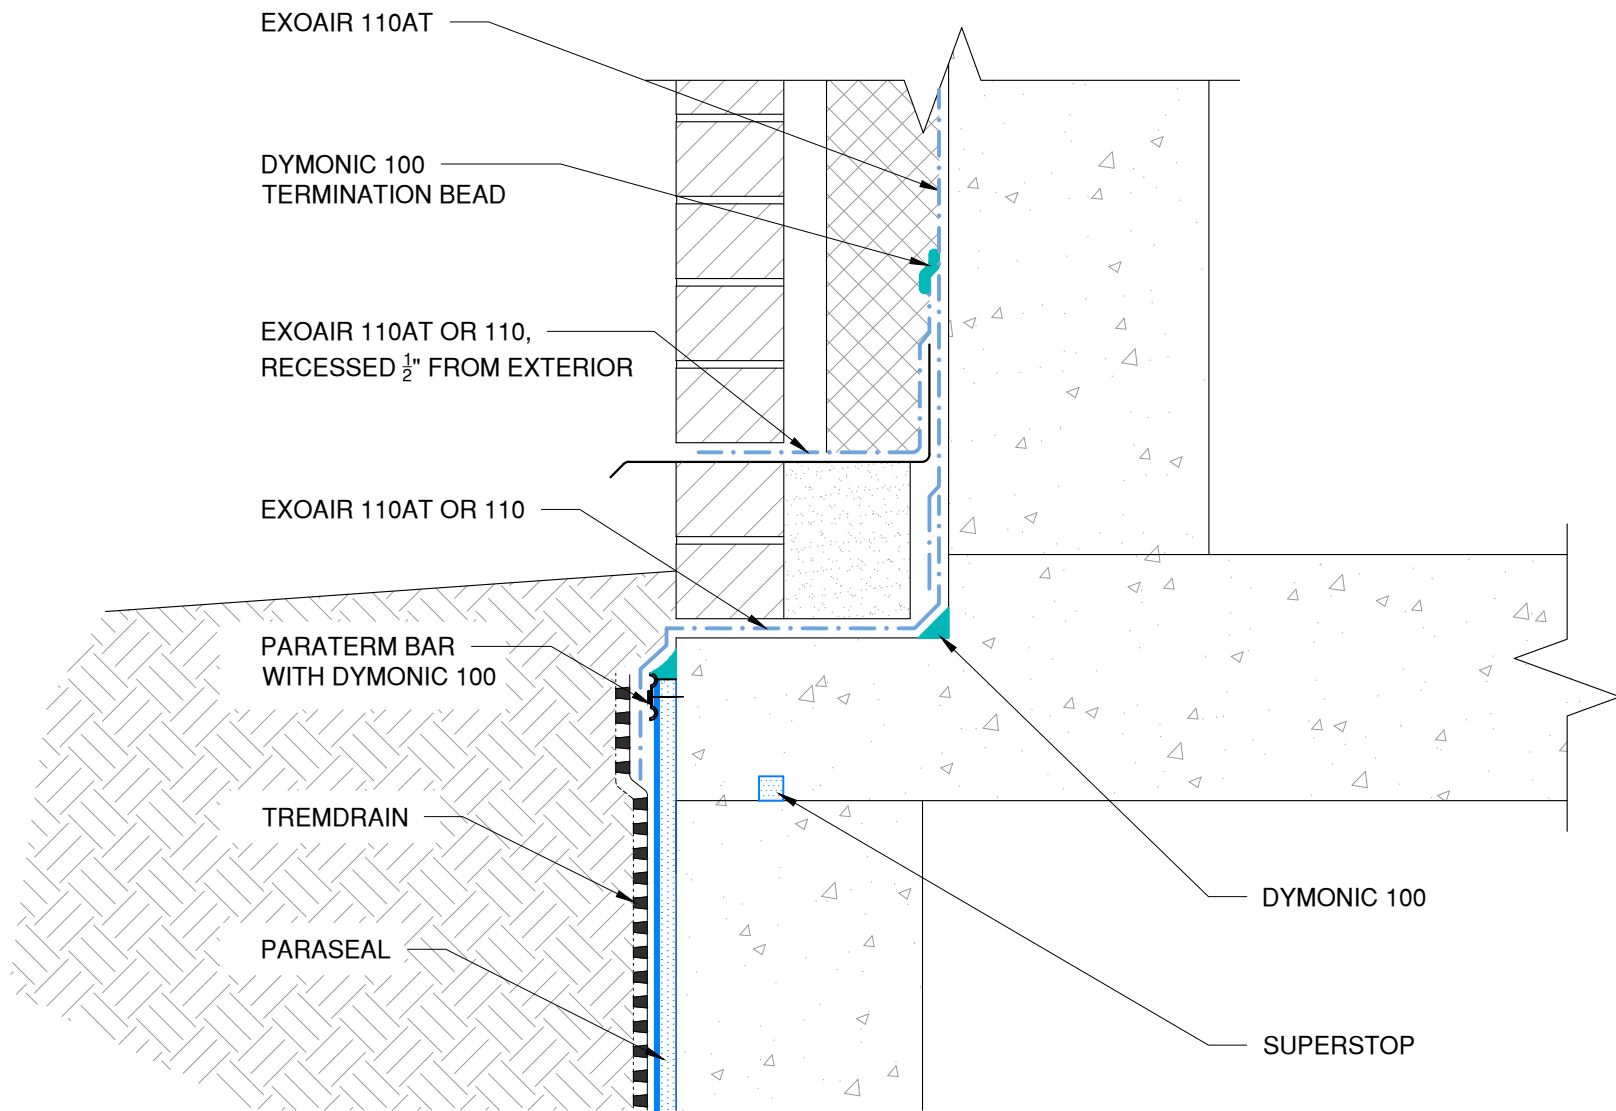 EXOAIR 110AT
DYMONIC 100
TERMINATION BEAD
EXOAIR 110AT OR 110,
RECESSED 1/2" FROM EXTERIOR
EXOAIR 110AT OR 110
PARATERM BAR
WITH DYMONIC 100
TREMDRAIN
PARASEAL
DYMONIC 100
SUPERSTOP